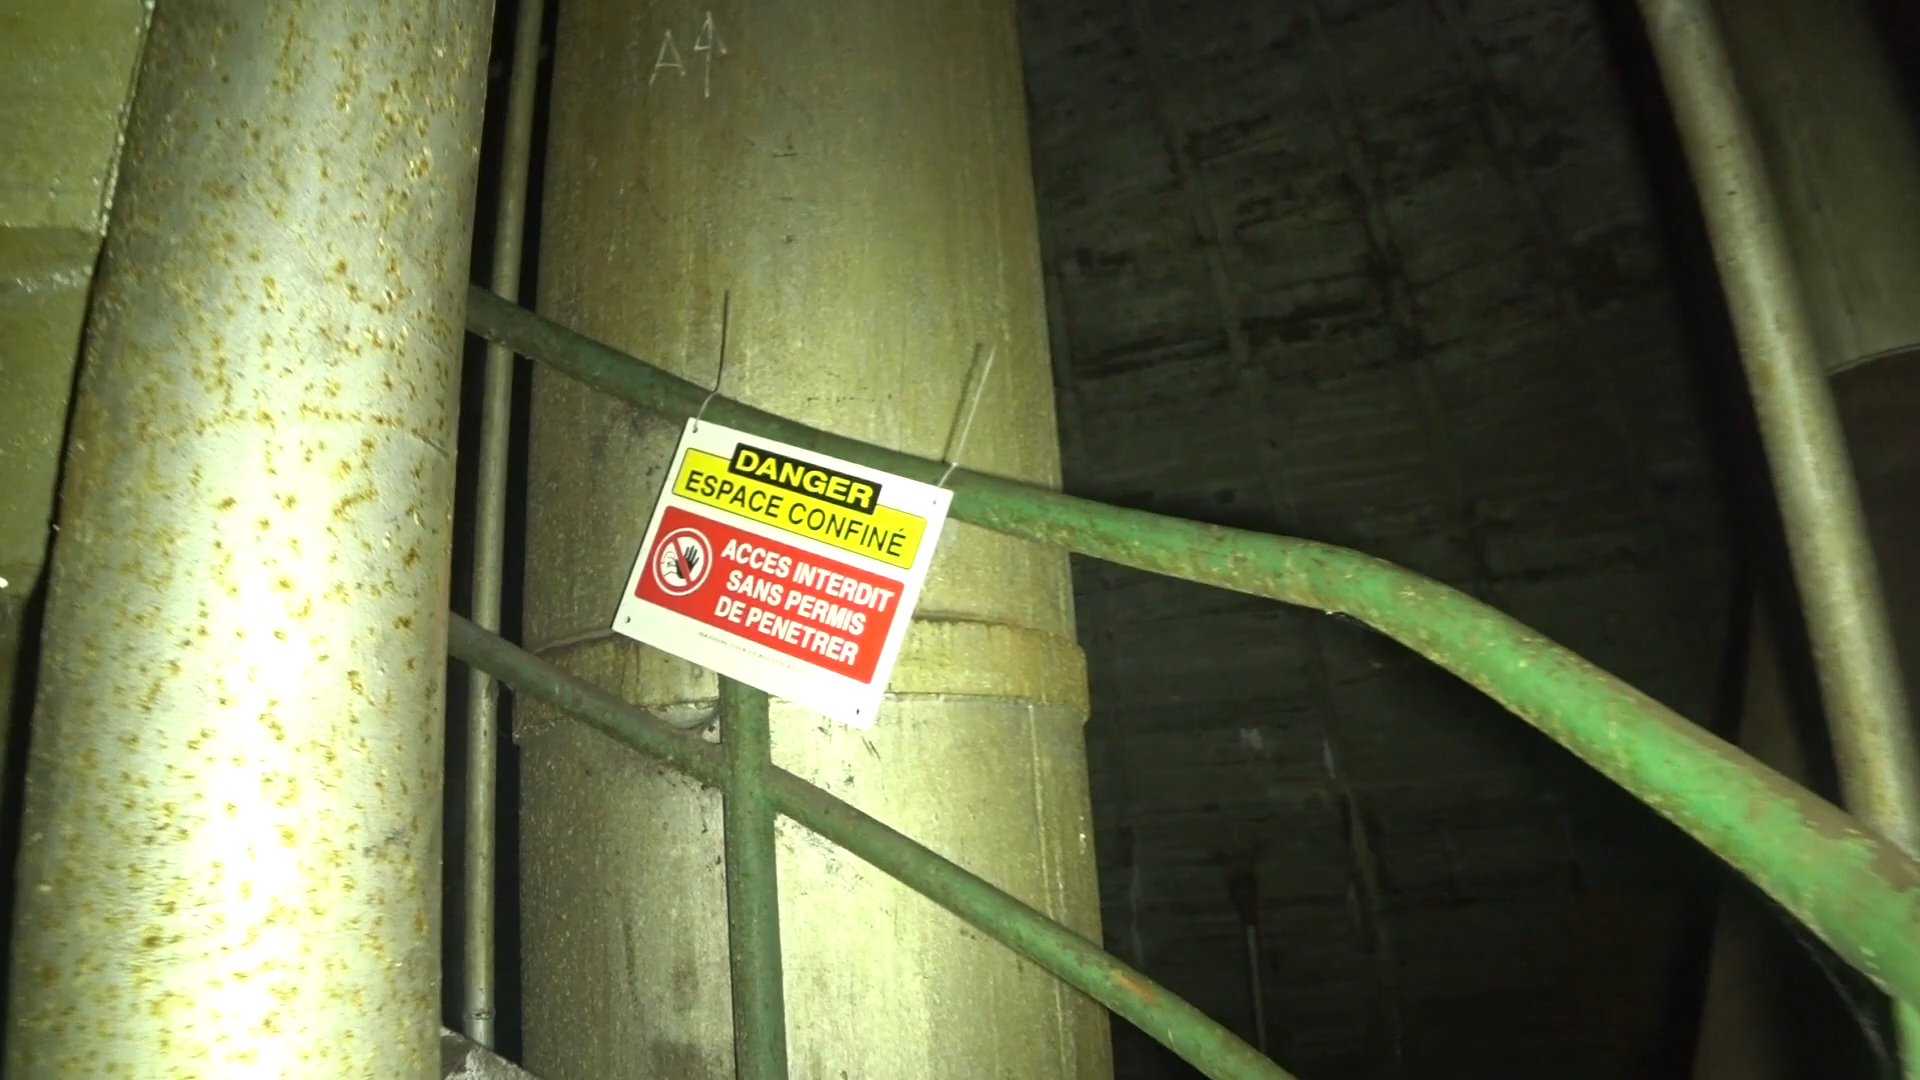 A4
DANGER
ESPACE CONFINÉ
ACCES INTERDIT
SANS PERMIS
DE PENETRER